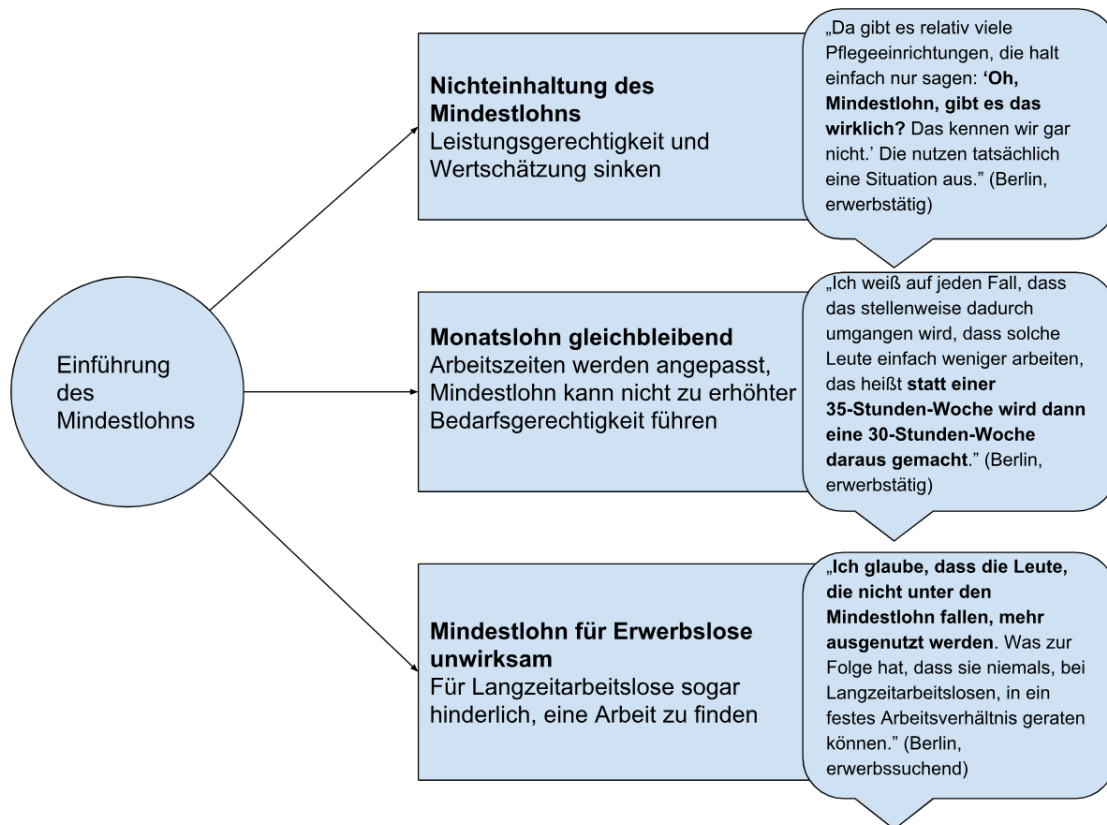 Einführung
des
Mindestlohns
Nichteinhaltung des
Mindestlohns
Leistungsgerechtigkeit und
Wertschätzung sinken
„Da gibt es relativ viele
Pflegeeinrichtungen, die halt
einfach nur sagen: ‘Oh,
Mindestlohn, gibt es das
wirklich? Das kennen wir gar
nicht.’ Die nutzen tatsächlich
eine Situation aus.” (Berlin,
erwerbstätig)
Monatslohn gleichbleibend
Arbeitszeiten werden angepasst,
Mindestlohn kann nicht zu erhöhter
Bedarfsgerechtigkeit führen
„Ich weiß auf jeden Fall, dass
das stellenweise dadurch
umgangen wird, dass solche
Leute einfach weniger arbeiten,
das heißt statt einer
35-Stunden-Woche wird dann
eine 30-Stunden-Woche
daraus gemacht.” (Berlin,
erwerbstätig)
Mindestlohn für Erwerbslose
unwirksam
Für Langzeitarbeitslose sogar
hinderlich, eine Arbeit zu finden
„Ich glaube, dass die Leute,
die nicht unter den
Mindestlohn fallen, mehr
ausgenutzt werden. Was zur
Folge hat, dass sie niemals, bei
Langzeitarbeitslosen, in ein
festes Arbeitsverhältnis geraten
können.” (Berlin,
erwerbssuchend)